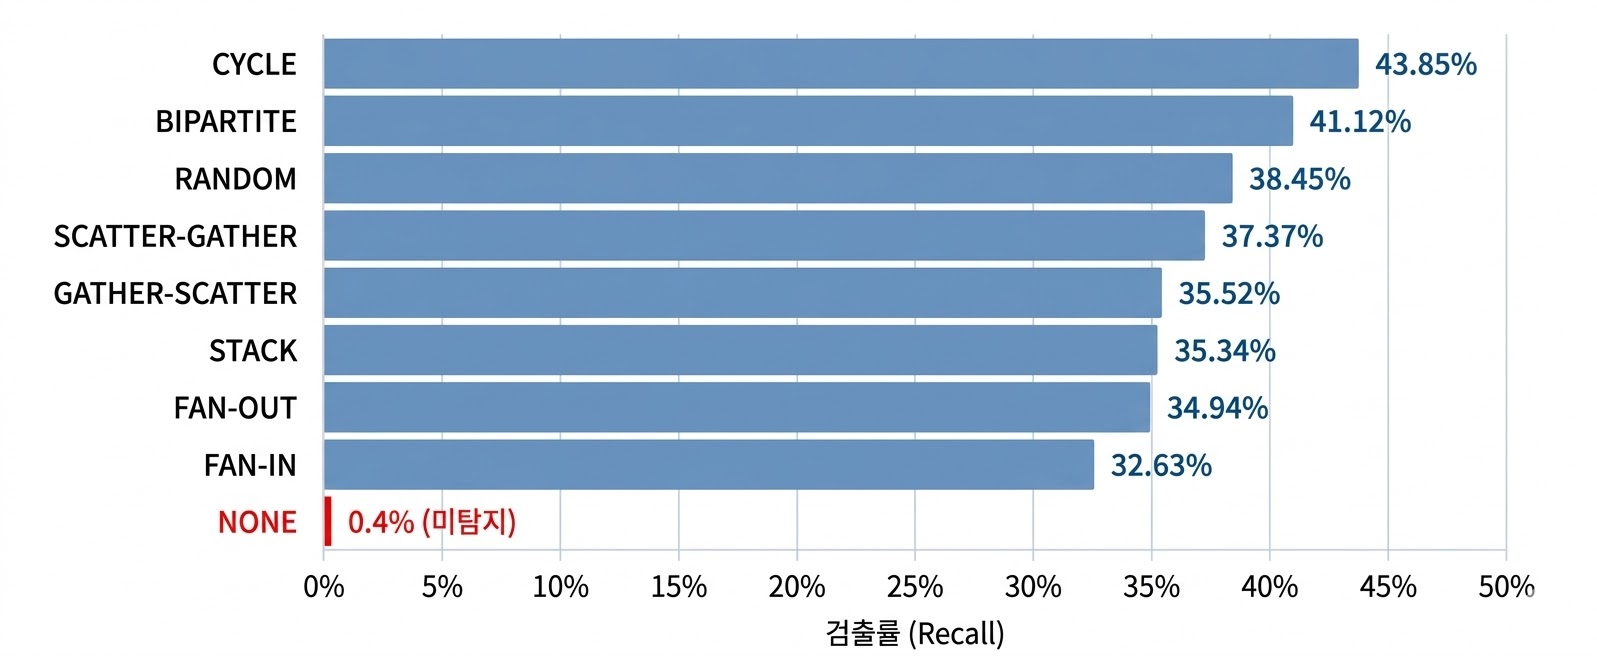 CYCLE 43.85%
BIPARTITE 41.12%
RANDOM 38.45%
SCATTER-GATHER 37.37%
GATHER-SCATTER 35.52%
STACK 35.34%
FAN-OUT 34.94%
FAN-IN 32.63%
NONE 0.4% (미탐지)
0% 5% 10% 15% 20% 25% 30% 35% 40% 45% 50%
검출률 (Recall)